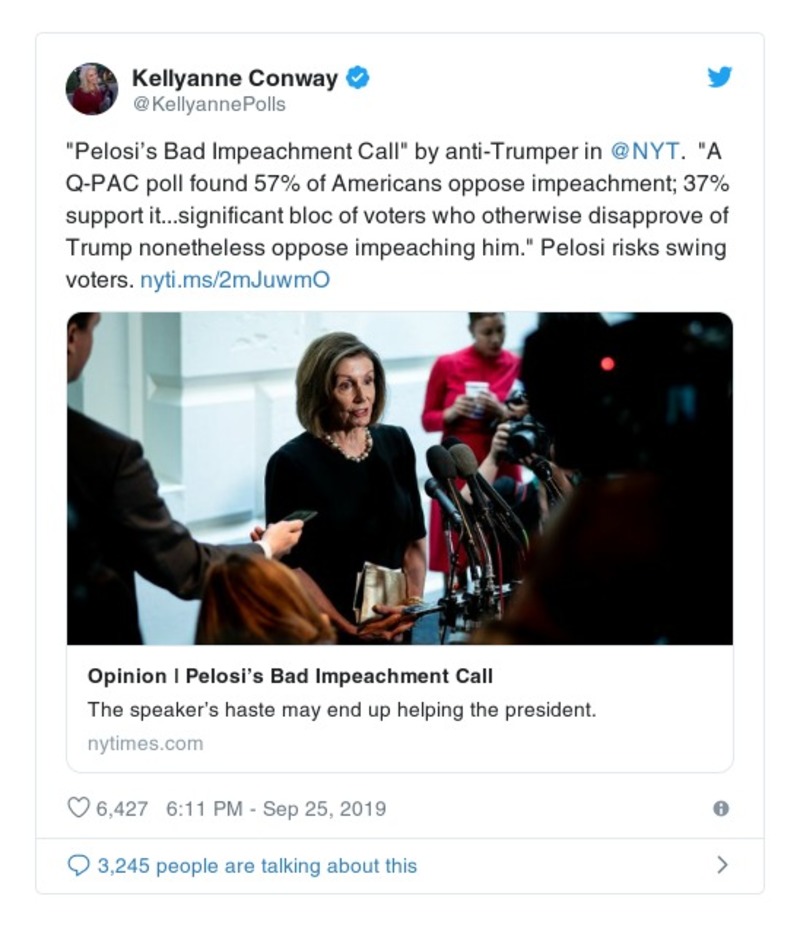 Kellyanne Conway
@KellyannePolls
"Pelosi’s Bad Impeachment Call" by anti-Trumper in @NYT.  "A
Q-PAC poll found 57% of Americans oppose impeachment; 37%
support it...significant bloc of voters who otherwise disapprove of
Trump nonetheless oppose impeaching him." Pelosi risks swing
voters. nyti.ms/2mJuwmO
Opinion | Pelosi’s Bad Impeachment Call
The speaker’s haste may end up helping the president.
nytimes.com
6,427 6:11 PM - Sep 25, 2019
3,245 people are talking about this